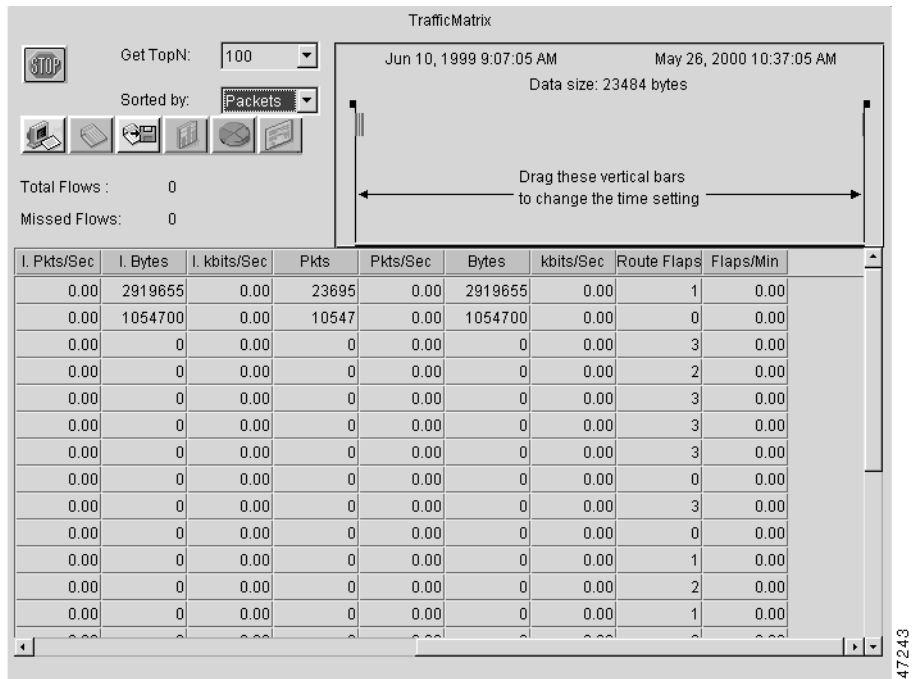 TrafficMatrix
STOP
Get TopN: 100
Sorted by: Packets
Total Flows : 0
Missed Flows: 0
Jun 10, 1999 9:07:05 AM May 26, 2000 10:37:05 AM
Data size: 23484 bytes
Drag these vertical bars
to change the time setting
I. Pkts/Sec I. Bytes I. kbits/Sec Pkts Pkts/Sec Bytes kbits/Sec Route Flaps Flaps/Min
0.00 2919655 0.00 23695 0.00 2919655 0.00 1 0.00
0.00 1054700 0.00 10547 0.00 1054700 0.00 0 0.00
0.00 0 0.00 0 0.00 0 0.00 3 0.00
0.00 0 0.00 0 0.00 0 0.00 2 0.00
0.00 0 0.00 0 0.00 0 0.00 3 0.00
0.00 0 0.00 0 0.00 0 0.00 3 0.00
0.00 0 0.00 0 0.00 0 0.00 3 0.00
0.00 0 0.00 0 0.00 0 0.00 0 0.00
0.00 0 0.00 0 0.00 0 0.00 3 0.00
0.00 0 0.00 0 0.00 0 0.00 0 0.00
0.00 0 0.00 0 0.00 0 0.00 1 0.00
0.00 0 0.00 0 0.00 0 0.00 2 0.00
0.00 0 0.00 0 0.00 0 0.00 1 0.00
47243